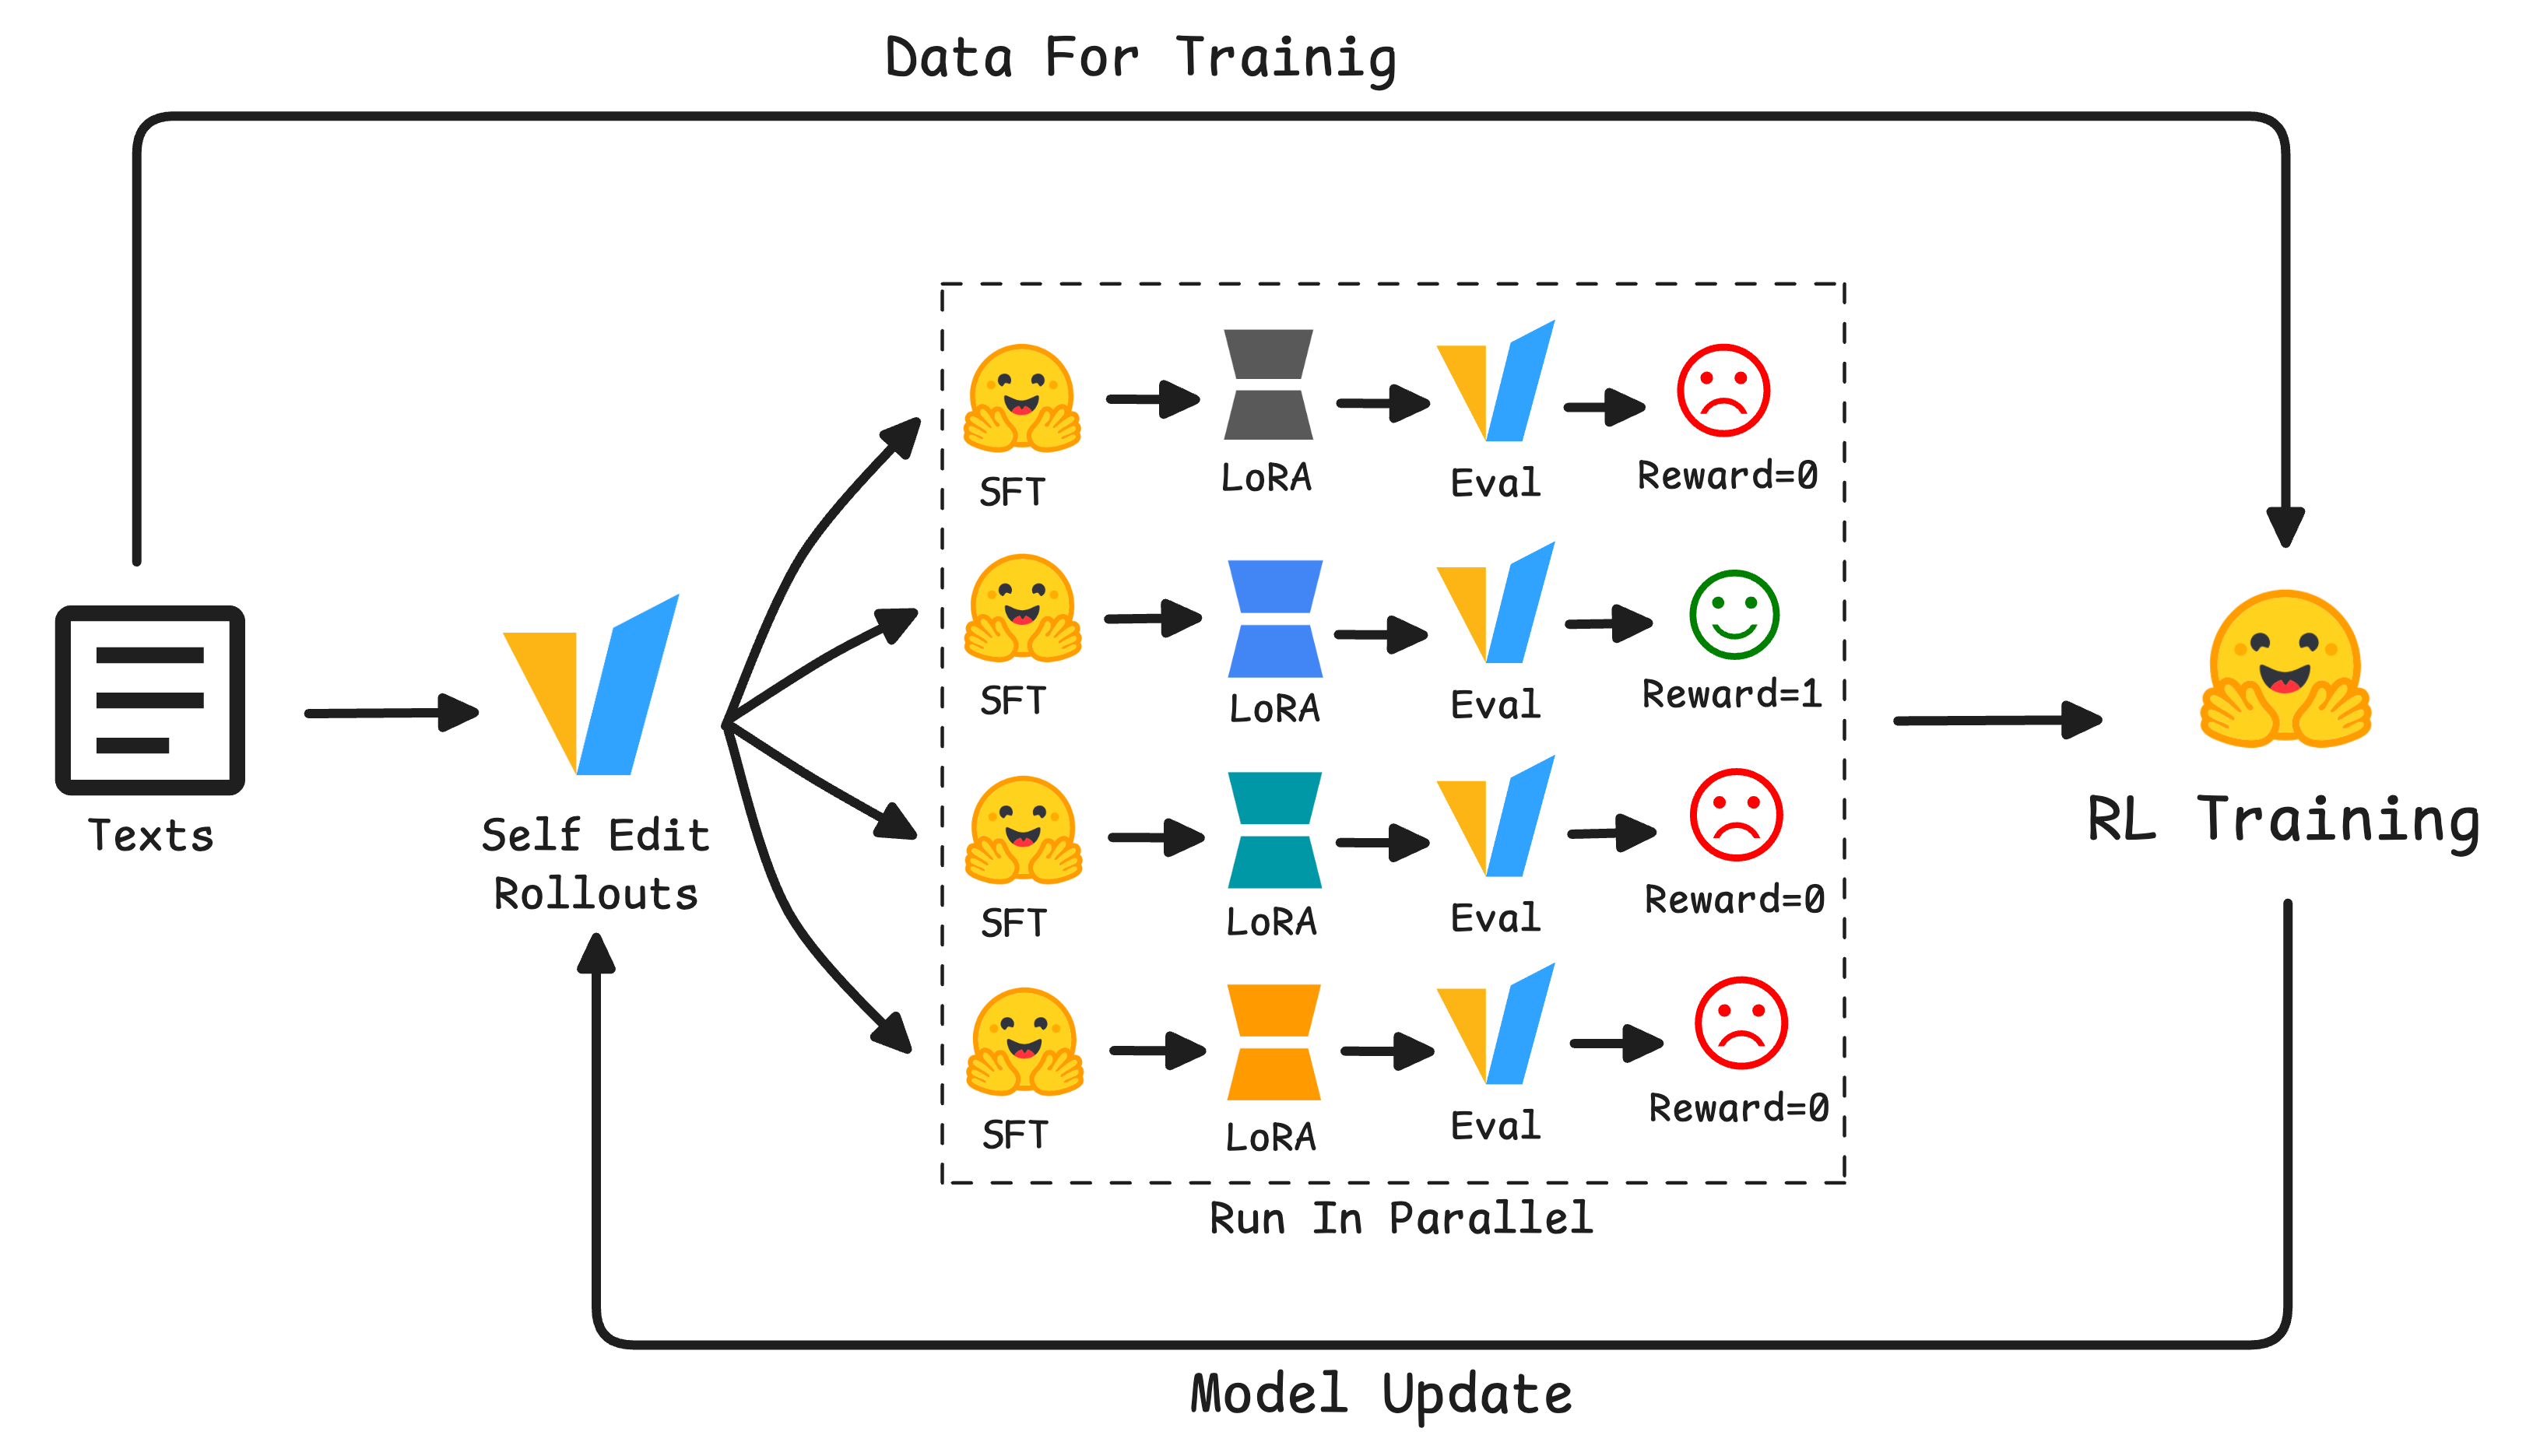 Data For Trainig
SFT
LoRA
Eval
Reward=0
SFT
LoRA
Eval
Reward=1
Texts
Self Edit
Rollouts
SFT
LoRA
Eval
Reward=0
RL Training
SFT
LoRA
Eval
Reward=0
Run In Parallel
Model Update